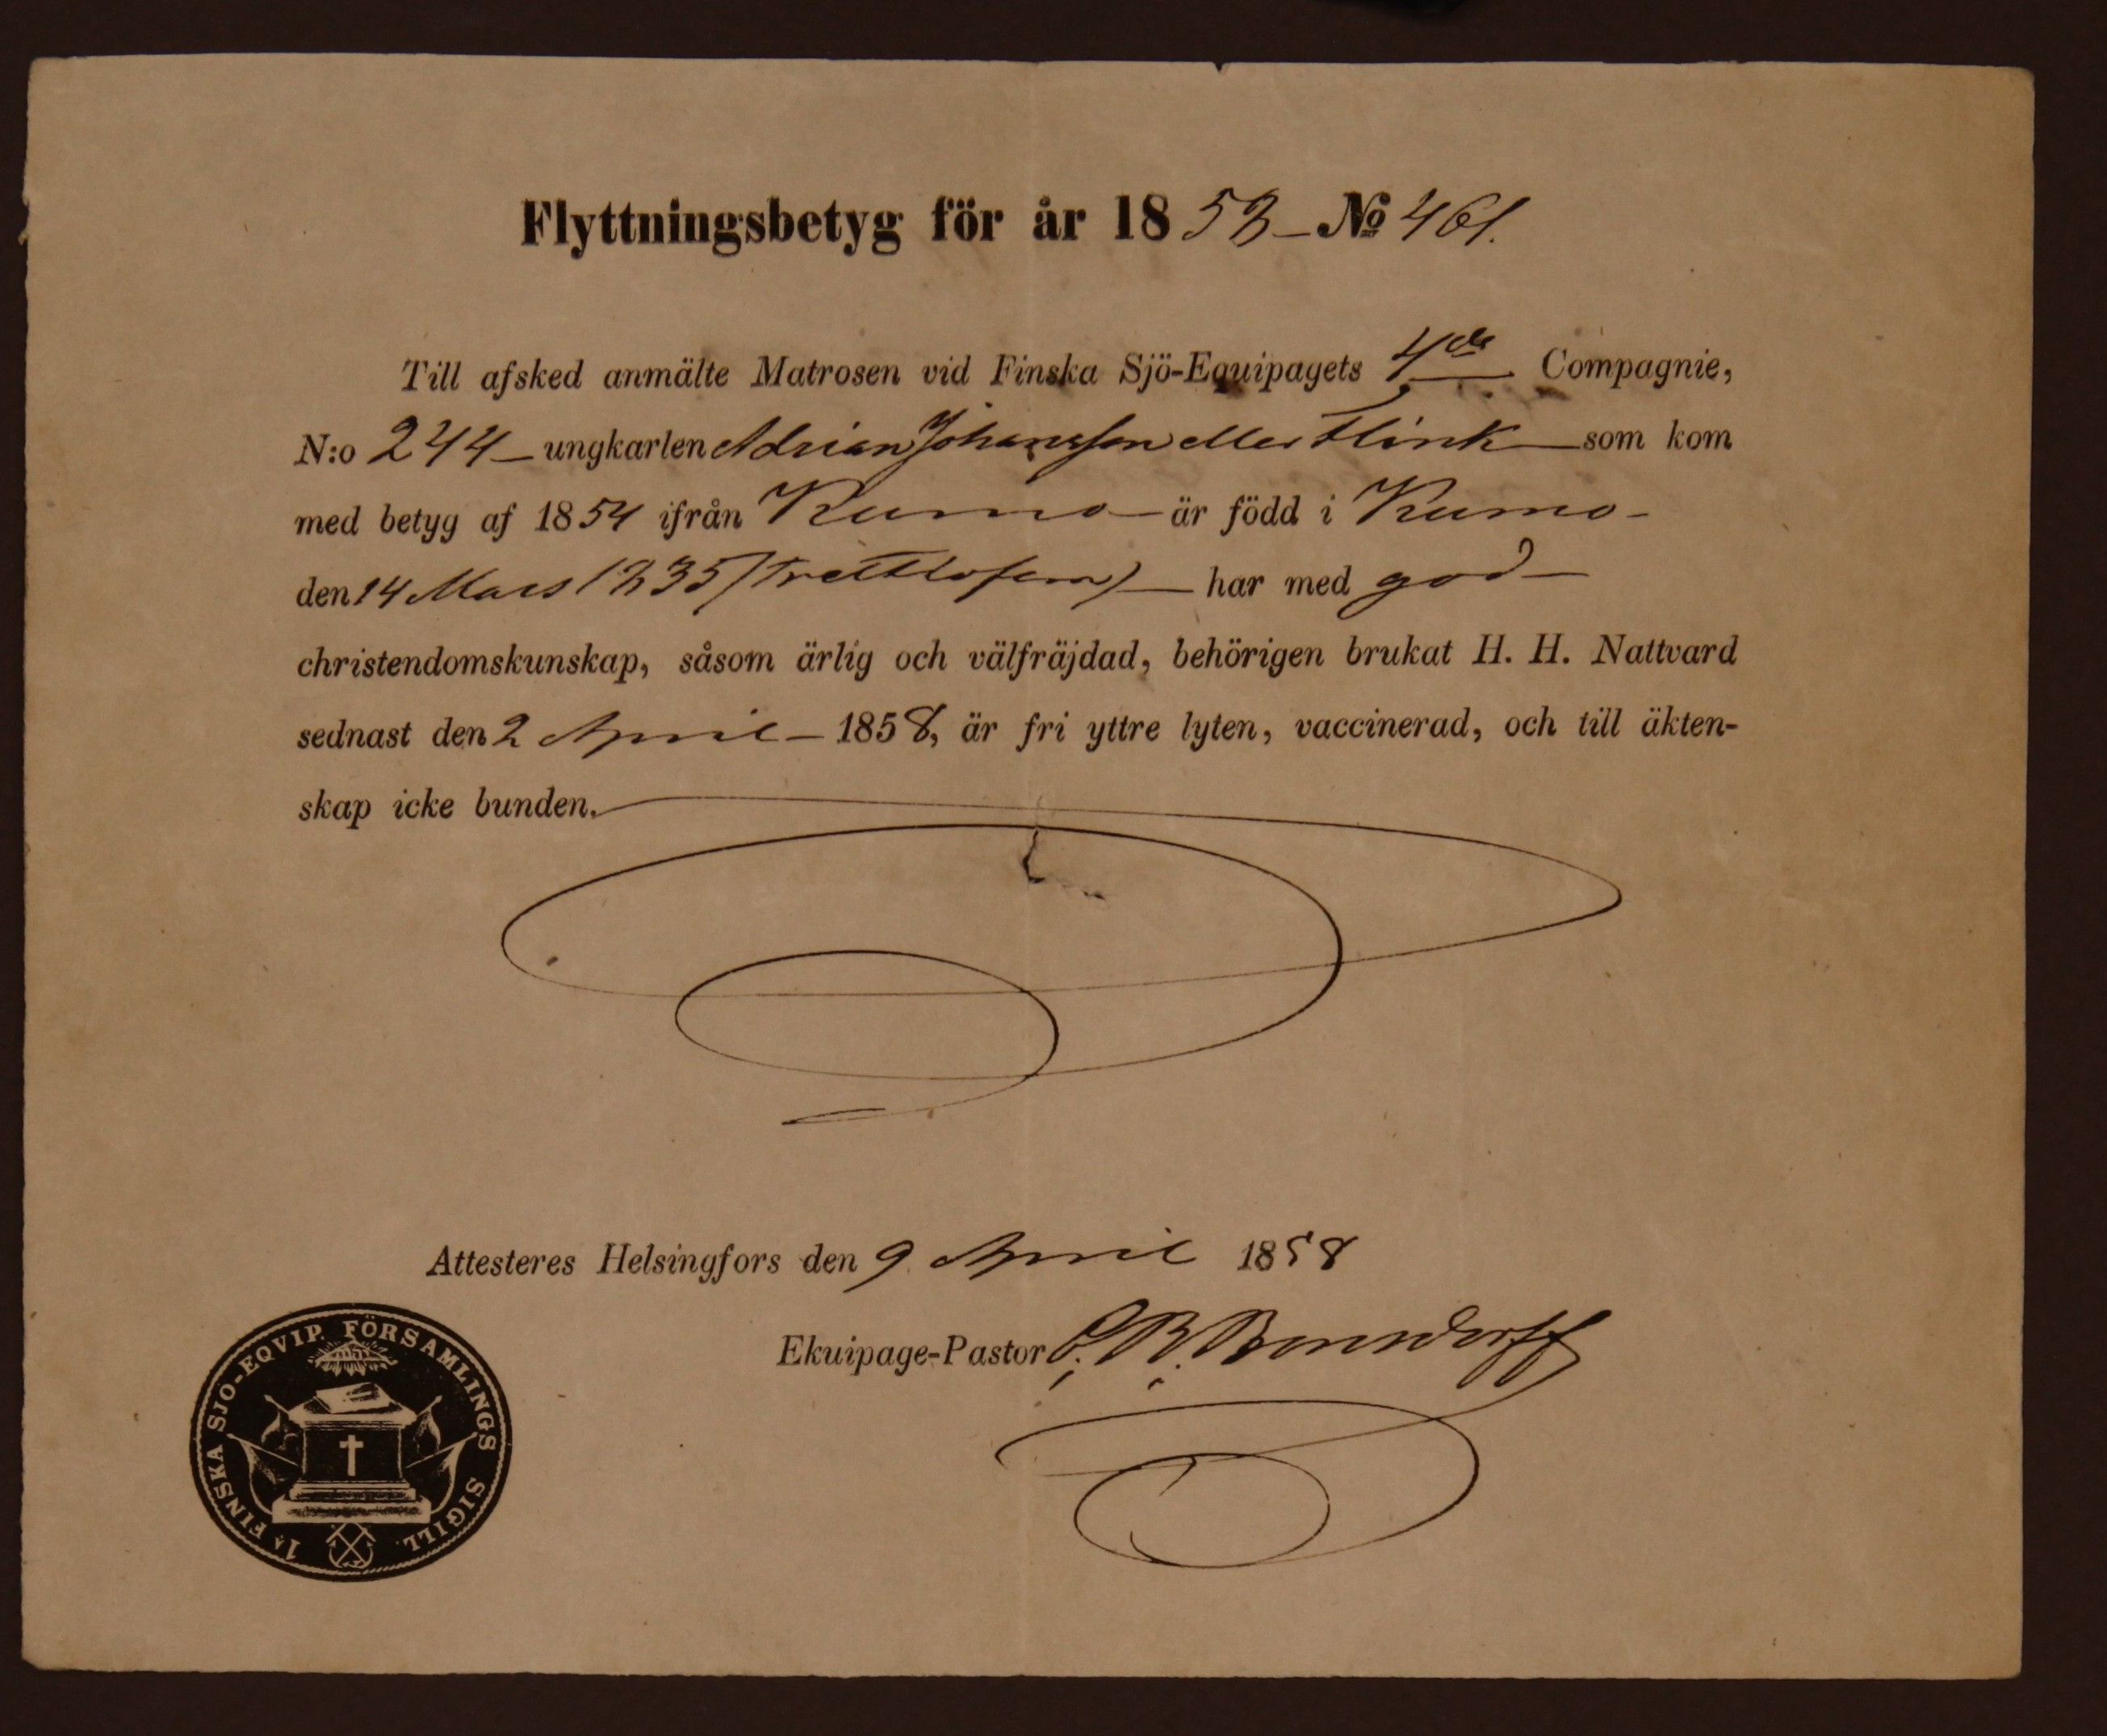 Flyttningsbetyg för år 1858 – № 461.
Till afsked anmälte Matrosen vid Finska Sjö-Equipagets 4de Compagnie,
N:o 244 – ungkarlen Adrian Johansson eller Flink – som kom
med betyg af 1854 ifrån Kumo – är född i Kumo –
den 14 Mars 1835 (trettiofem) – har med god –
christendomskunskap, såsom ärlig och välfräjdad, behörigen brukat H. H. Nattvard
sednast den 2 April – 1858, är fri yttre lyten, vaccinerad, och till äkten-
skap icke bunden.
Attesteres Helsingfors den 9 April 1858
Ekuipage-Pastor Bonsdorff
1A FINSKA SJÖ-EQVIP. FÖRSAMLINGS SIGILL.